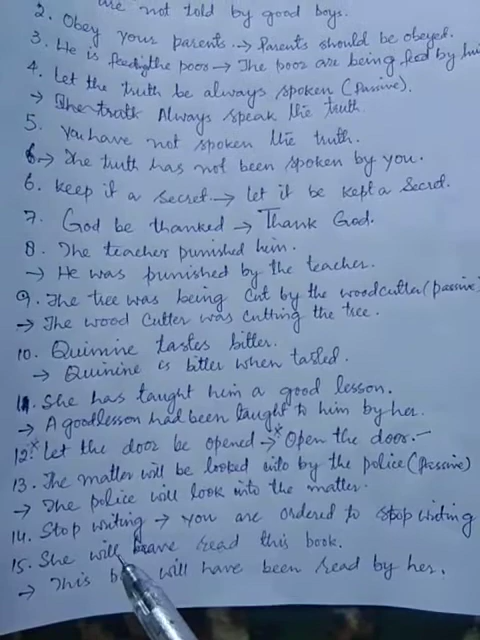 are not told by good boys.
2. Obey your parents. → Parents should be obeyed.
3. He is feeding the poor → The poor are being fed by him
4. Let the truth be always spoken (Passive).
→ Always speak the truth.
5. You have not spoken the truth.
→ The truth has not been spoken by you.
6. Keep it a secret. → let it be kept a secret.
7. God be thanked → Thank God.
8. The teacher punished him.
→ He was punished by the teacher.
9. The tree was being cut by the woodcutter (passive)
→ The wood cutter was cutting the tree.
10. Quinine tastes bitter.
→ Quinine is bitter when tasted.
11. She has taught him a good lesson.
→ A good lesson had been taught to him by her.
12. Let the door be opened → Open the door. -
13. The matter will be looked into by the police (Passive)
→ The police will look into the matter.
14. Stop writing → you are ordered to stop writing
15. She will have read this book.
→ This will have been read by her.